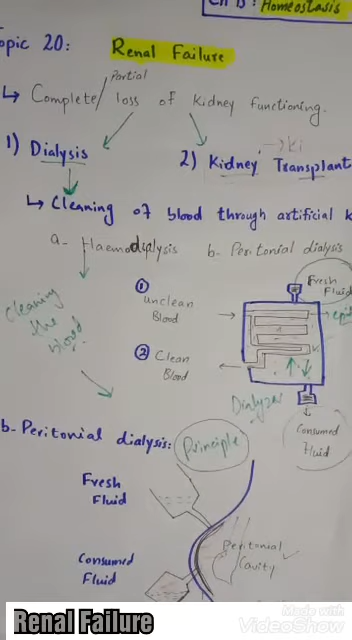 Ch 15: Homeostasis
Topic 20: Renal Failure
Partial
↳ Complete/ loss of kidney functioning.
1) Dialysis
2) Kidney Transplant
↳ Cleaning of blood through artificial k
a- Haemodialysis b- Peritonial dialysis
Cleaning
the
blood
① unclean
Blood
② Clean
Blood
Fresh
Fluid
Dialyzer
Consumed
Fluid
b- Peritonial dialysis:
Principle
Fresh
Fluid
Peritonial
Cavity
Consumed
Fluid
Renal Failure
Made with
VideoShow